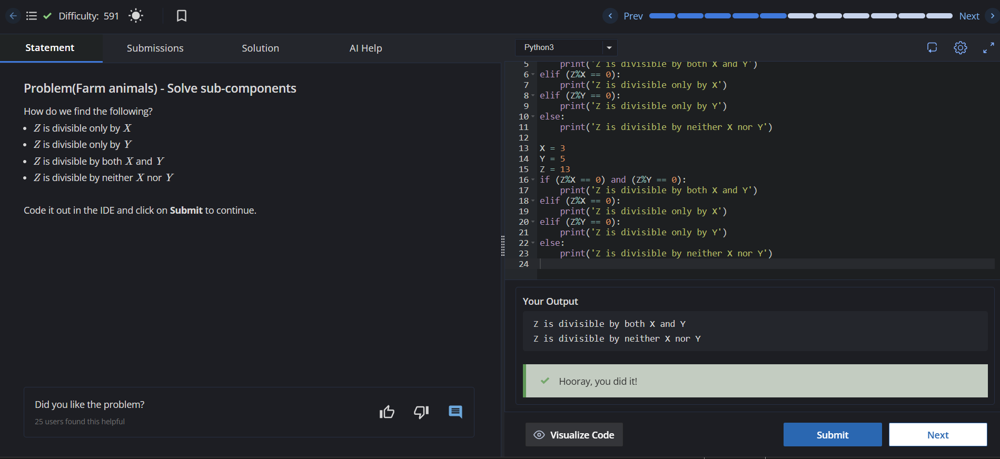 Difficulty: 591
Prev
Next
Statement
Submissions
Solution
AI Help
Python3
Problem(Farm animals) - Solve sub-components
How do we find the following?
• Z is divisible only by X
• Z is divisible only by Y
• Z is divisible by both X and Y
• Z is divisible by neither X nor Y
Code it out in the IDE and click on Submit to continue.
Did you like the problem?
25 users found this helpful
5     print('Z is divisible by both X and Y')
6 elif (Z%X == 0):
7     print('Z is divisible only by X')
8 elif (Z%Y == 0):
9     print('Z is divisible only by Y')
10 else:
11     print('Z is divisible by neither X nor Y')
12
13 X = 3
14 Y = 5
15 Z = 13
16 if (Z%X == 0) and (Z%Y == 0):
17     print('Z is divisible by both X and Y')
18 elif (Z%X == 0):
19     print('Z is divisible only by X')
20 elif (Z%Y == 0):
21     print('Z is divisible only by Y')
22 else:
23     print('Z is divisible by neither X nor Y')
24
Your Output
Z is divisible by both X and Y
Z is divisible by neither X nor Y
Hooray, you did it!
Visualize Code
Submit
Next